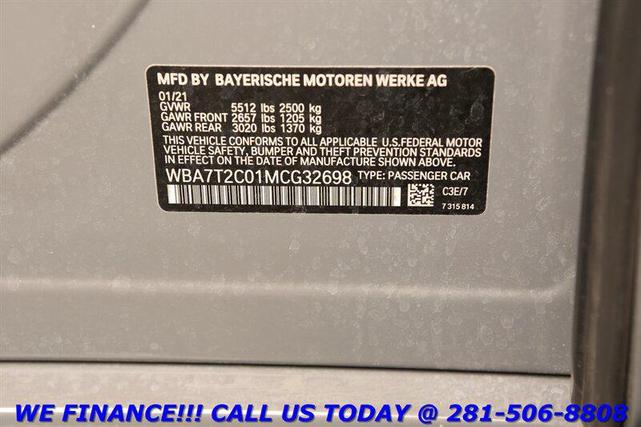 MFD BY BAYERISCHE MOTOREN WERKE AG
01/21
GVWR 5512 lbs 2500 kg
GAWR FRONT 2657 lbs 1205 kg
GAWR REAR 3020 lbs 1370 kg
THIS VEHICLE CONFORMS TO ALL APPLICABLE U.S.FEDERAL MOTOR
VEHICLE SAFETY, BUMPER AND THEFT PREVENTION STANDARDS IN
EFFECT ON THE DATE OF MANUFACTURE SHOWN ABOVE.
WBA7T2C01MCG32698 TYPE: PASSENGER CAR
C3E/7
7 315 814
WE FINANCE!!! CALL US TODAY @ 281-506-8808